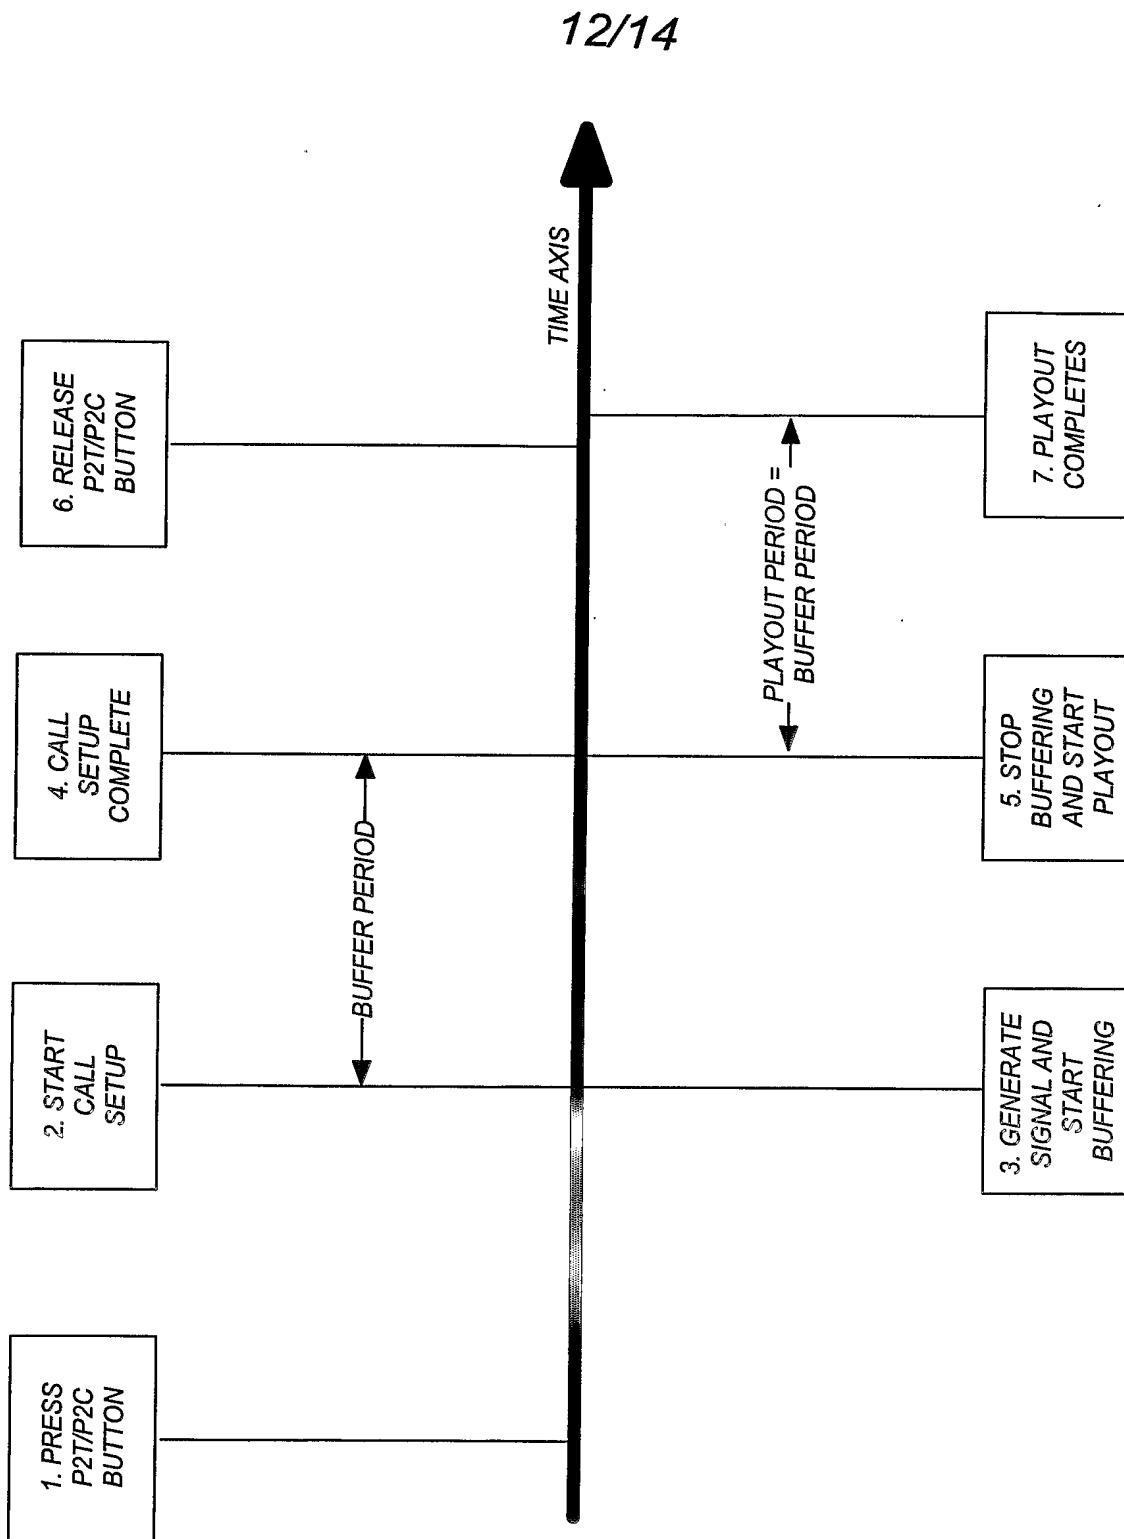 12/14
1. PRESS
P2T/P2C
BUTTON
2. START
CALL
SETUP
4. CALL
SETUP
COMPLETE
6. RELEASE
P2T/P2C
BUTTON
BUFFER PERIOD
TIME AXIS
PLAYOUT PERIOD =
BUFFER PERIOD
3. GENERATE
SIGNAL AND
START
BUFFERING
5. STOP
BUFFERING
AND START
PLAYOUT
7. PLAYOUT
COMPLETES